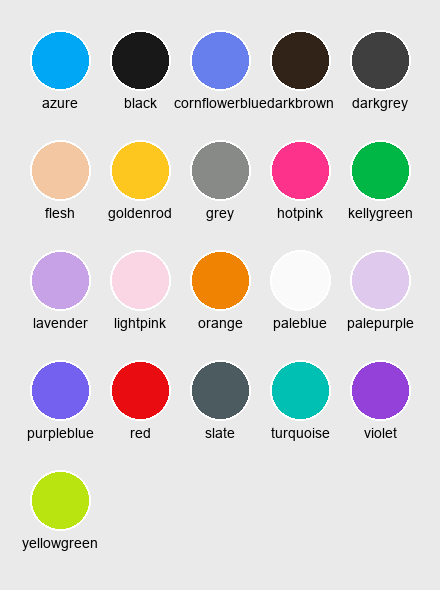 azure black cornflowerblue darkbrown darkgrey
flesh goldenrod grey hotpink kellygreen
lavender lightpink orange paleblue palepurple
purpleblue red slate turquoise violet
yellowgreen